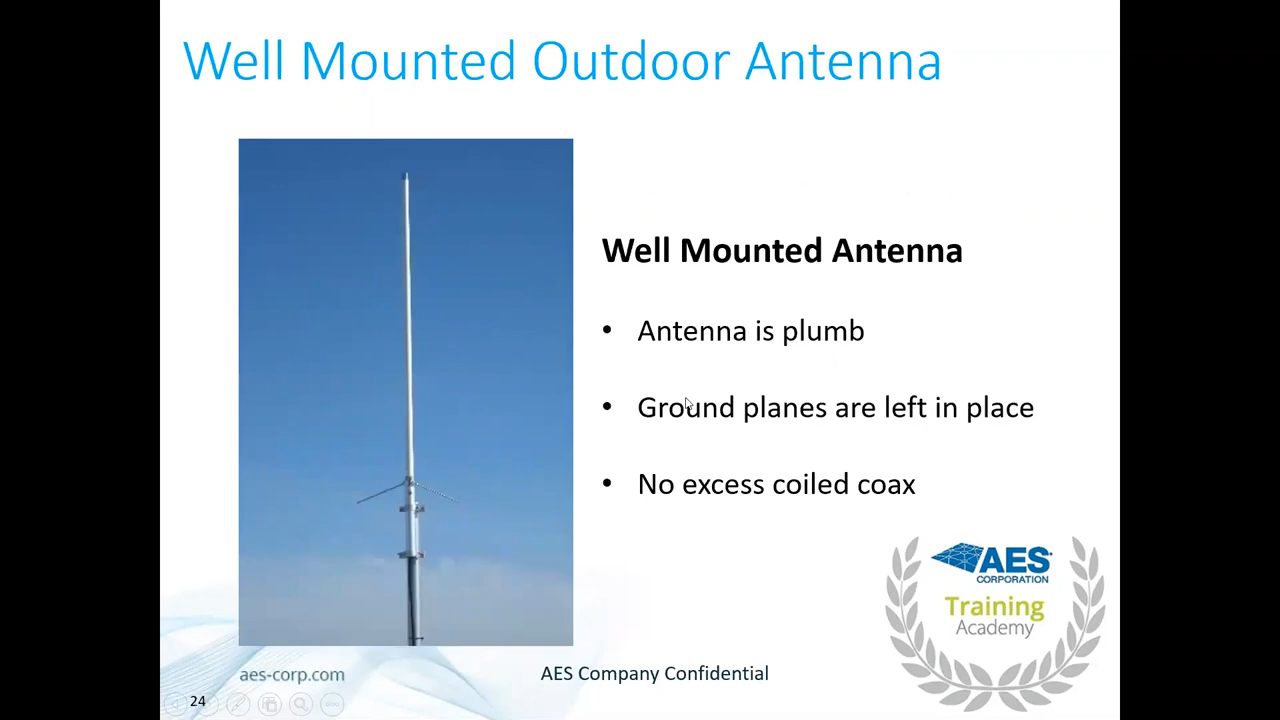 Well Mounted Outdoor Antenna
Well Mounted Antenna
• Antenna is plumb
• Ground planes are left in place
• No excess coiled coax
AES
CORPORATION
Training
Academy
aes-corp.com
AES Company Confidential
24